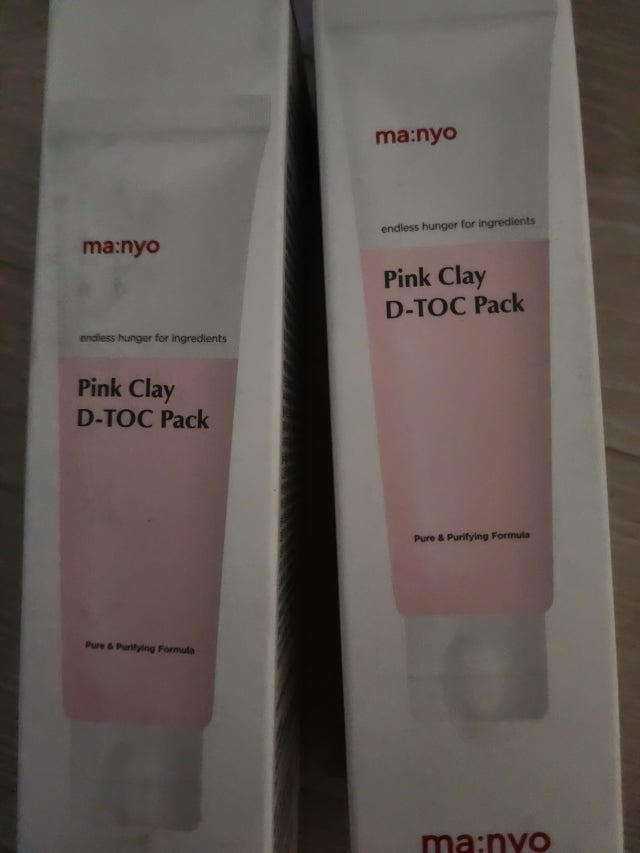 ma:nyo
endless hunger for ingredients
Pink Clay
D-TOC Pack
Pure & Purifying Formula
ma:nyo
endless hunger for ingredients
Pink Clay
D-TOC Pack
Pure & Purifying Formula
ma:nyo